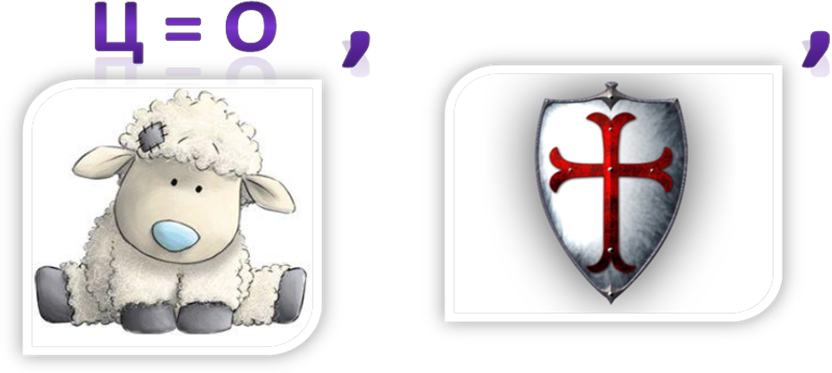 Ц = О , ,